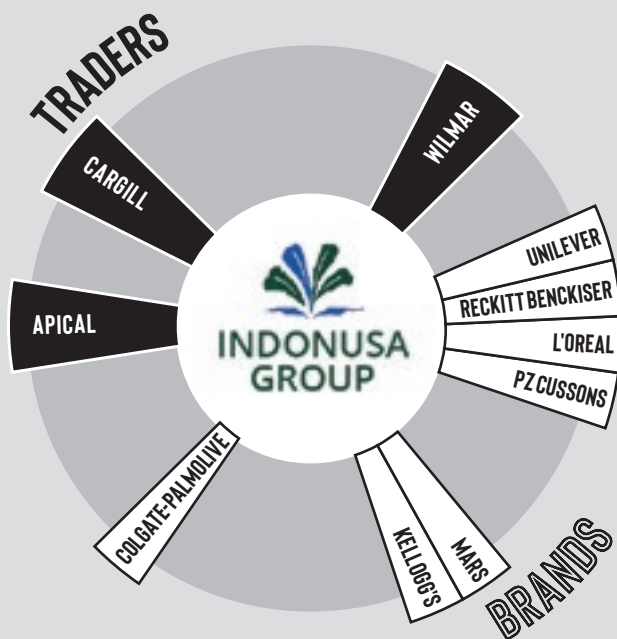 TRADERS
CARGILL
WILMAR
APICAL
INDONUSA
GROUP
UNILEVER
RECKITT BENCKISER
L'OREAL
PZ CUSSONS
COLGATE-PALMOLIVE
KELLOGG'S
MARS
BRANDS